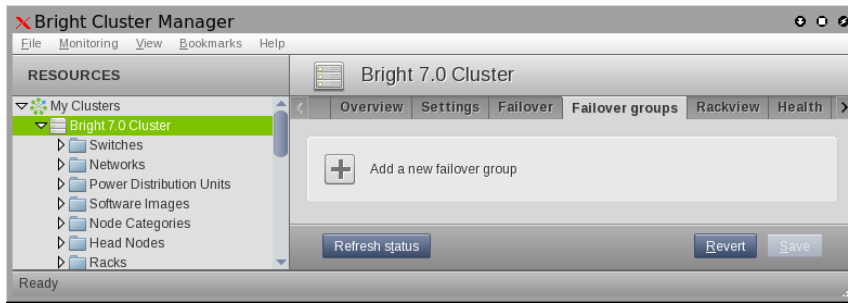 Bright Cluster Manager
File Monitoring View Bookmarks Help
RESOURCES
My Clusters
Bright 7.0 Cluster
Switches
Networks
Power Distribution Units
Software Images
Node Categories
Head Nodes
Racks
Bright 7.0 Cluster
Overview Settings Failover Failover groups Rackview Health
Add a new failover group
Refresh status Revert Save
Ready